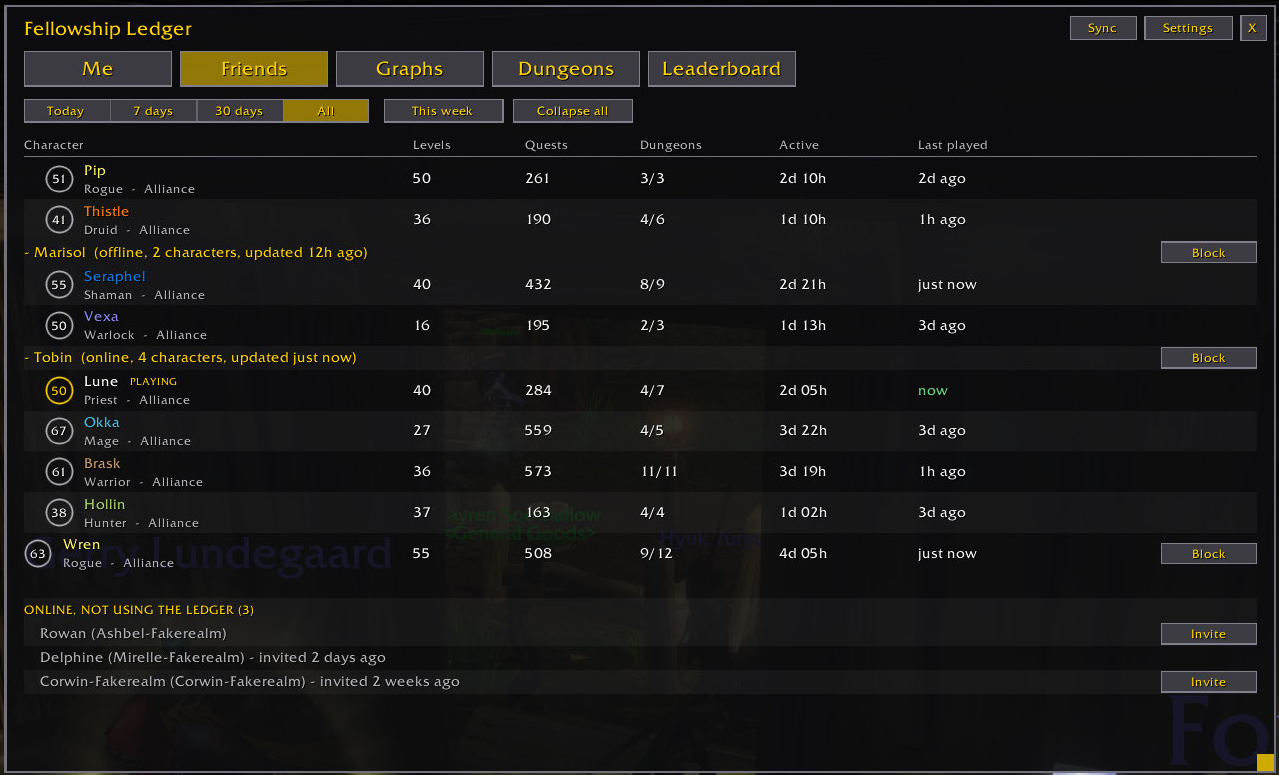 Fellowship Ledger Sync Settings X
Me Friends Graphs Dungeons Leaderboard
Today 7 days 30 days All This week Collapse all
Character Levels Quests Dungeons Active Last played
51 Pip 50 261 3/3 2d 10h 2d ago
Rogue - Alliance
41 Thistle 36 190 4/6 1d 10h 1h ago
Druid - Alliance
- Marisol (offline, 2 characters, updated 12h ago) Block
55 Seraphel 40 432 8/9 2d 21h just now
Shaman - Alliance
50 Vexa 16 195 2/3 1d 13h 3d ago
Warlock - Alliance
- Tobin (online, 4 characters, updated just now) Block
50 Lune PLAYING 40 284 4/7 2d 05h now
Priest - Alliance
67 Okka 27 559 4/5 3d 22h 3d ago
Mage - Alliance
61 Brask 36 573 11/11 3d 19h 1h ago
Warrior - Alliance
38 Hollin 37 163 4/4 1d 02h 3d ago
Hunter - Alliance
<General Goods>
Lundegaard
63 Wren 55 508 9/12 4d 05h just now Block
Rogue - Alliance
ONLINE, NOT USING THE LEDGER (3)
Rowan (Ashbel-Fakerealm) Invite
Delphine (Mirelle-Fakerealm) - invited 2 days ago
Corwin-Fakerealm (Corwin-Fakerealm) - invited 2 weeks ago Invite
Fo